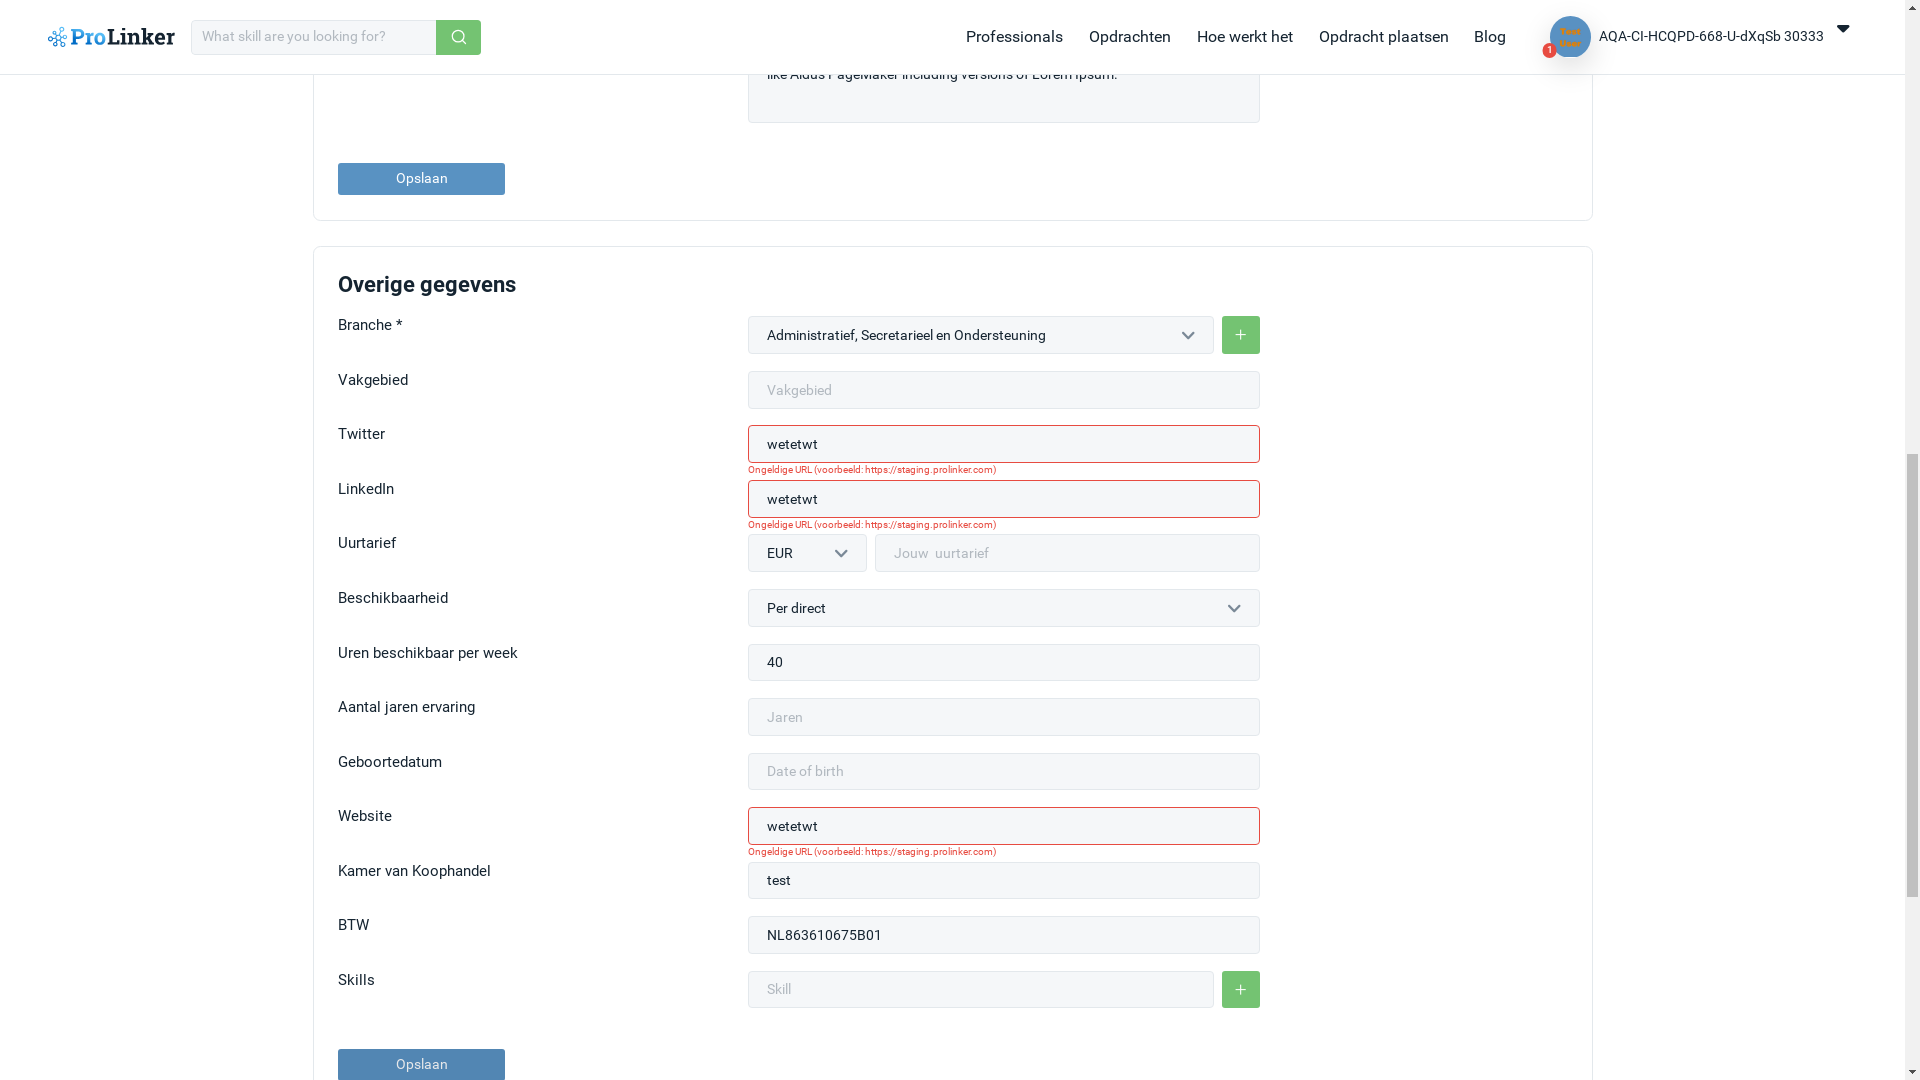 ProLinker
What skill are you looking for?
Professionals
Opdrachten
Hoe werkt het
Opdracht plaatsen
Blog
Test
User
1
AQA-CI-HCQPD-668-U-dXqSb 30333
like Aldus PageMaker including versions of Lorem Ipsum.
Opslaan
Overige gegevens
Branche *
Administratief, Secretarieel en Ondersteuning
+
Vakgebied
Vakgebied
Twitter
wetetwt
Ongeldige URL (voorbeeld: https://staging.prolinker.com)
LinkedIn
wetetwt
Ongeldige URL (voorbeeld: https://staging.prolinker.com)
Uurtarief
EUR
Jouw uurtarief
Beschikbaarheid
Per direct
Uren beschikbaar per week
40
Aantal jaren ervaring
Jaren
Geboortedatum
Date of birth
Website
wetetwt
Ongeldige URL (voorbeeld: https://staging.prolinker.com)
Kamer van Koophandel
test
BTW
NL863610675B01
Skills
Skill
+
Opslaan